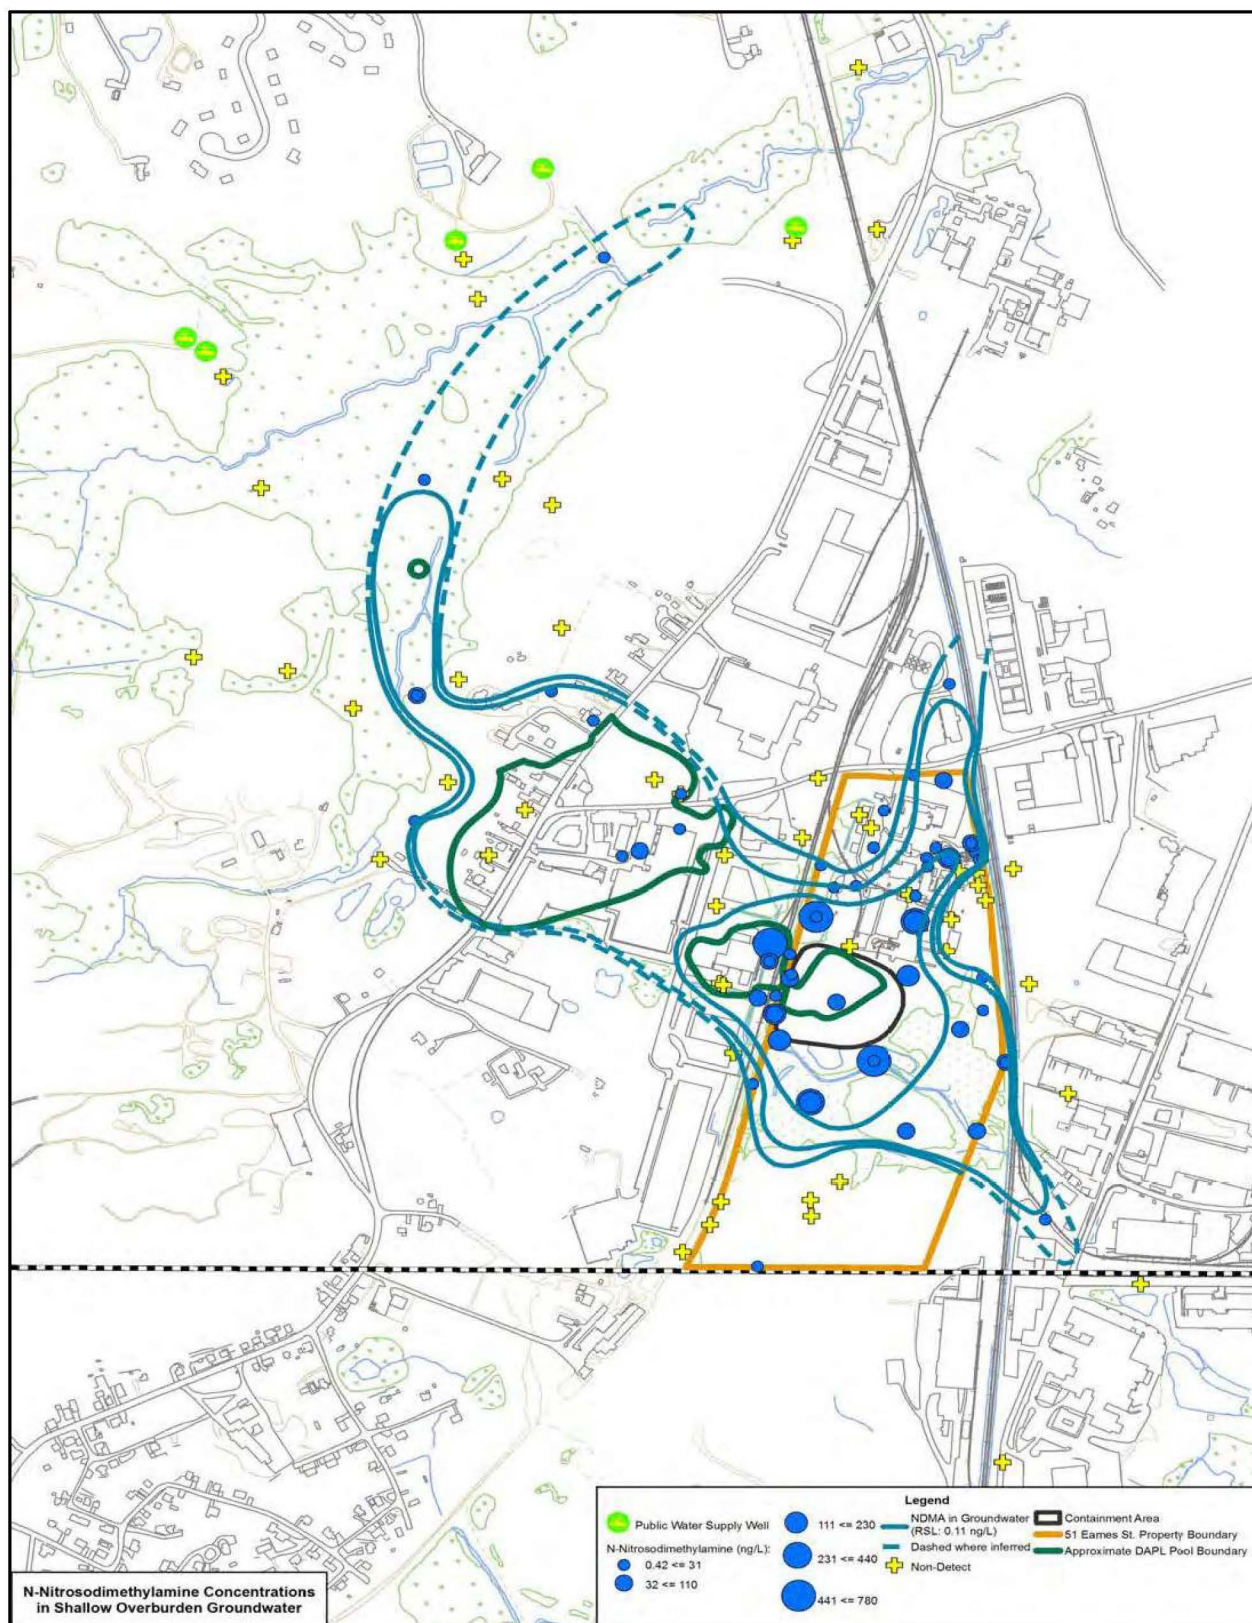 N-Nitrosodimethylamine Concentrations
in Shallow Overburden Groundwater
Legend
Public Water Supply Well
N-Nitrosodimethylamine (ng/L):
0.42 <= 31
32 <= 110
111 <= 230
231 <= 440
441 <= 780
NDMA in Groundwater
(RSL: 0.11 ng/L)
Dashed where inferred
Non-Detect
Containment Area
51 Eames St. Property Boundary
Approximate DAPL Pool Boundary